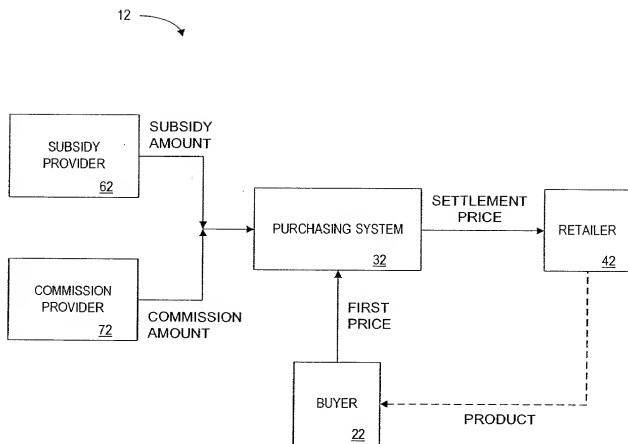 12
SUBSIDY
PROVIDER
62
SUBSIDY
AMOUNT
COMMISSION
PROVIDER
72
COMMISSION
AMOUNT
PURCHASING SYSTEM
32
SETTLEMENT
PRICE
RETAILER
42
FIRST
PRICE
BUYER
22
PRODUCT